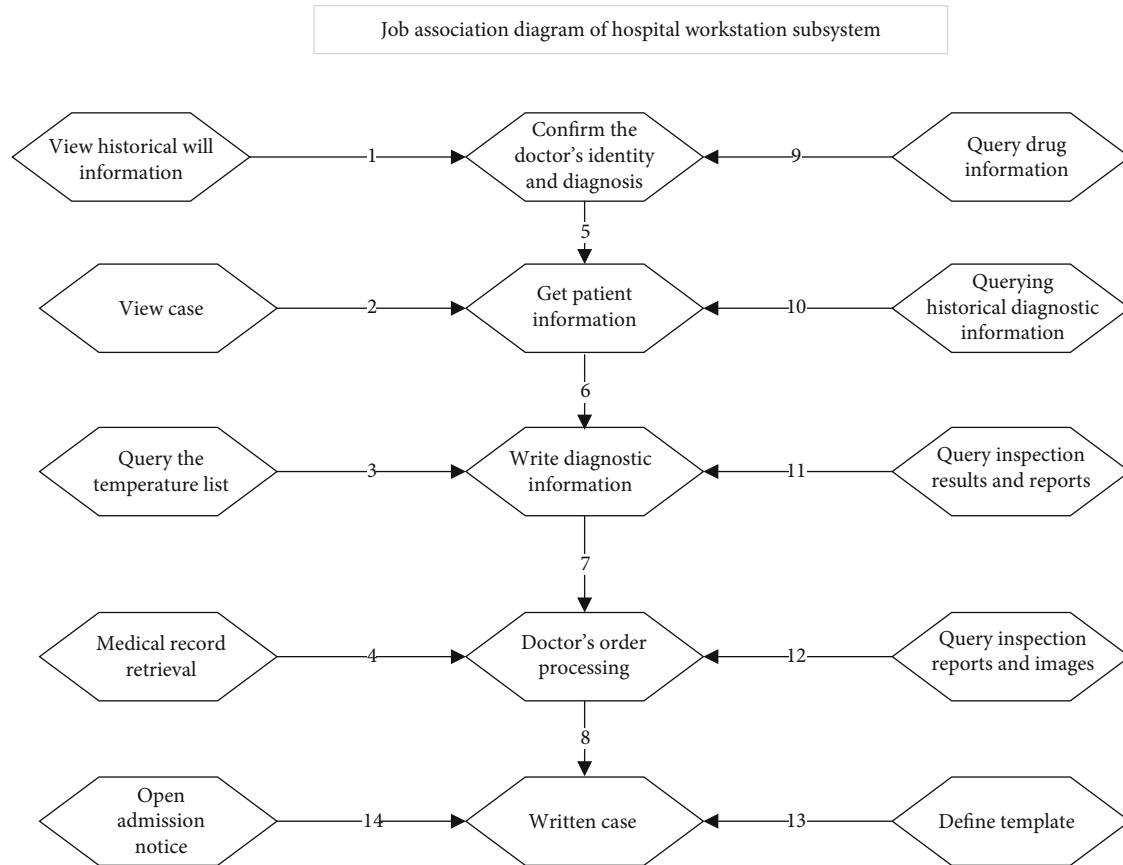 Job association diagram of hospital workstation subsystem
View historical will
information
1
Confirm the
doctor's identity
and diagnosis
9
Query drug
information
5
View case
2
Get patient
information
10
Querying
historical diagnostic
information
6
Query the
temperature list
3
Write diagnostic
information
11
Query inspection
results and reports
7
Medical record
retrieval
4
Doctor's order
processing
12
Query inspection
reports and images
8
Open
admission
notice
14
Written case
13
Define template